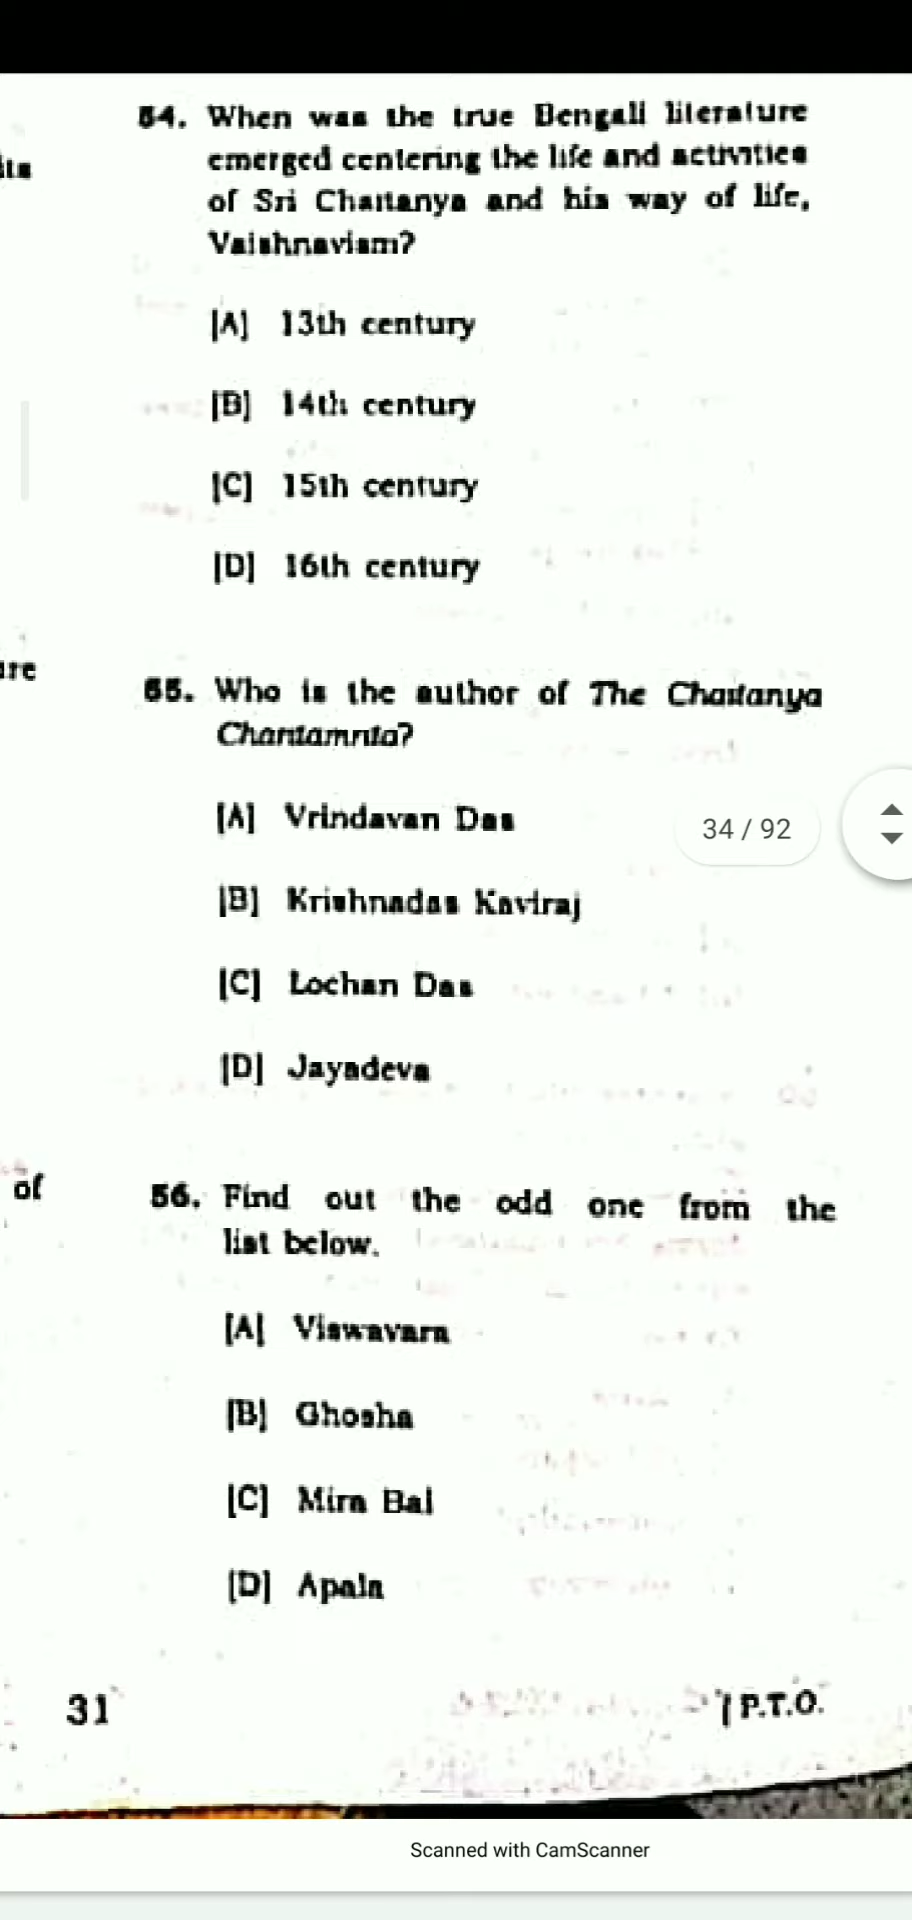 54. When was the true Bengali literature
its
emerged centering the life and activities
of Sri Chaitanya and his way of life,
Vaishnavism?
[A] 13th century
[B] 14th century
[C] 15th century
[D] 16th century
ure
55. Who is the author of The Chaitanya
Charitamrita?
[A] Vrindavan Das
34 / 92
[B] Krishnadas Kaviraj
[C] Lochan Das
[D] Jayadeva
of
56. Find out the odd one from the
list below.
[A] Viswavara
[B] Ghosha
[C] Mira Bai
[D] Apala
31
[ P.T.O.
Scanned with CamScanner